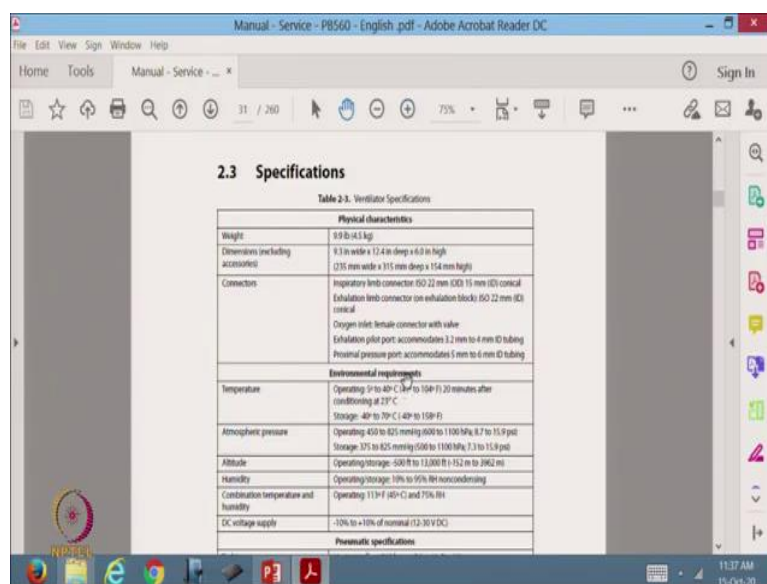 Manual - Service - PB560 - English .pdf - Adobe Acrobat Reader DC
File Edit View Sign Window Help
Home Tools Manual - Service - ... × Sign In
31 / 260 75%
2.3 Specifications
Table 2-3. Ventilator Specifications
Physical characteristics
Weight 9.9 lb (4.5 kg)
Dimensions (excluding accessories) 9.3 in wide x 12.4 in deep x 6.0 in high
(235 mm wide x 315 mm deep x 154 mm high)
Connectors Inspiratory limb connector: ISO 22 mm (OD) 15 mm (ID) conical
Exhalation limb connector (on exhalation block): ISO 22 mm (ID)
conical
Oxygen inlet: female connector with valve
Exhalation pilot port: accommodates 3.2 mm to 4 mm ID tubing
Proximal pressure port: accommodates 5 mm to 6 mm ID tubing
Environmental requirements
Temperature Operating: 5° to 40° C ( to 104° F) 20 minutes after
conditioning at 23° C
Storage: -40° to 70° C (-40° to 158° F)
Atmospheric pressure Operating: 450 to 825 mmHg (600 to 1100 hPa; 8.7 to 15.9 psi)
Storage: 375 to 825 mmHg (500 to 1100 hPa; 7.3 to 15.9 psi)
Altitude Operating/storage: -500 ft to 13,000 ft (-152 m to 3962 m)
Humidity Operating/storage: 10% to 95% RH noncondensing
Combination temperature and humidity Operating: 113° F (45° C) and 75% RH
DC voltage supply -10% to +10% of nominal (12-30 V DC)
Pneumatic specifications
NPTEL
11:37 AM
15-Oct-20